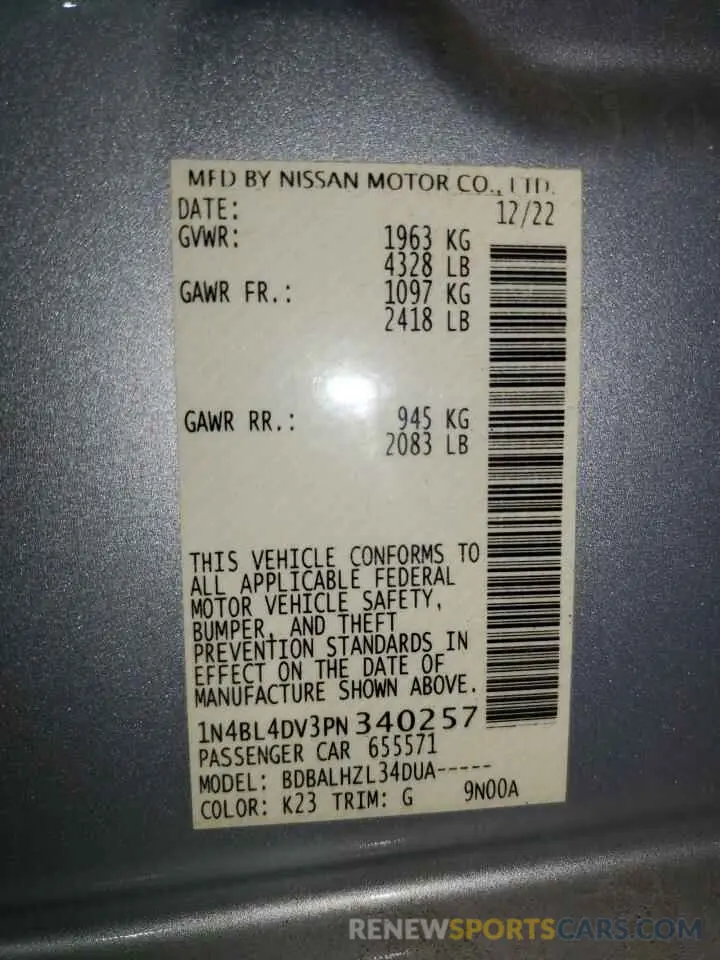 MFD BY NISSAN MOTOR CO., LTD.
DATE: 12/22
GVWR: 1963 KG
4328 LB
GAWR FR.: 1097 KG
2418 LB
GAWR RR.: 945 KG
2083 LB
THIS VEHICLE CONFORMS TO
ALL APPLICABLE FEDERAL
MOTOR VEHICLE SAFETY,
BUMPER, AND THEFT
PREVENTION STANDARDS IN
EFFECT ON THE DATE OF
MANUFACTURE SHOWN ABOVE.
1N4BL4DV3PN340257
PASSENGER CAR 655571
MODEL: BDBALHZL34DUA-----
COLOR: K23 TRIM: G 9N00A
RENEWSPORTSCARS.COM